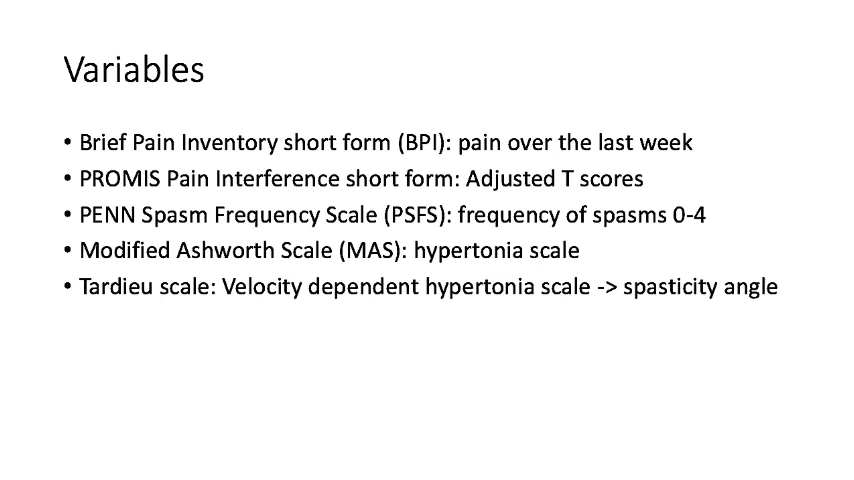 Variables
• Brief Pain Inventory short form (BPI): pain over the last week
• PROMIS Pain Interference short form: Adjusted T scores
• PENN Spasm Frequency Scale (PSFS): frequency of spasms 0-4
• Modified Ashworth Scale (MAS): hypertonia scale
• Tardieu scale: Velocity dependent hypertonia scale -> spasticity angle